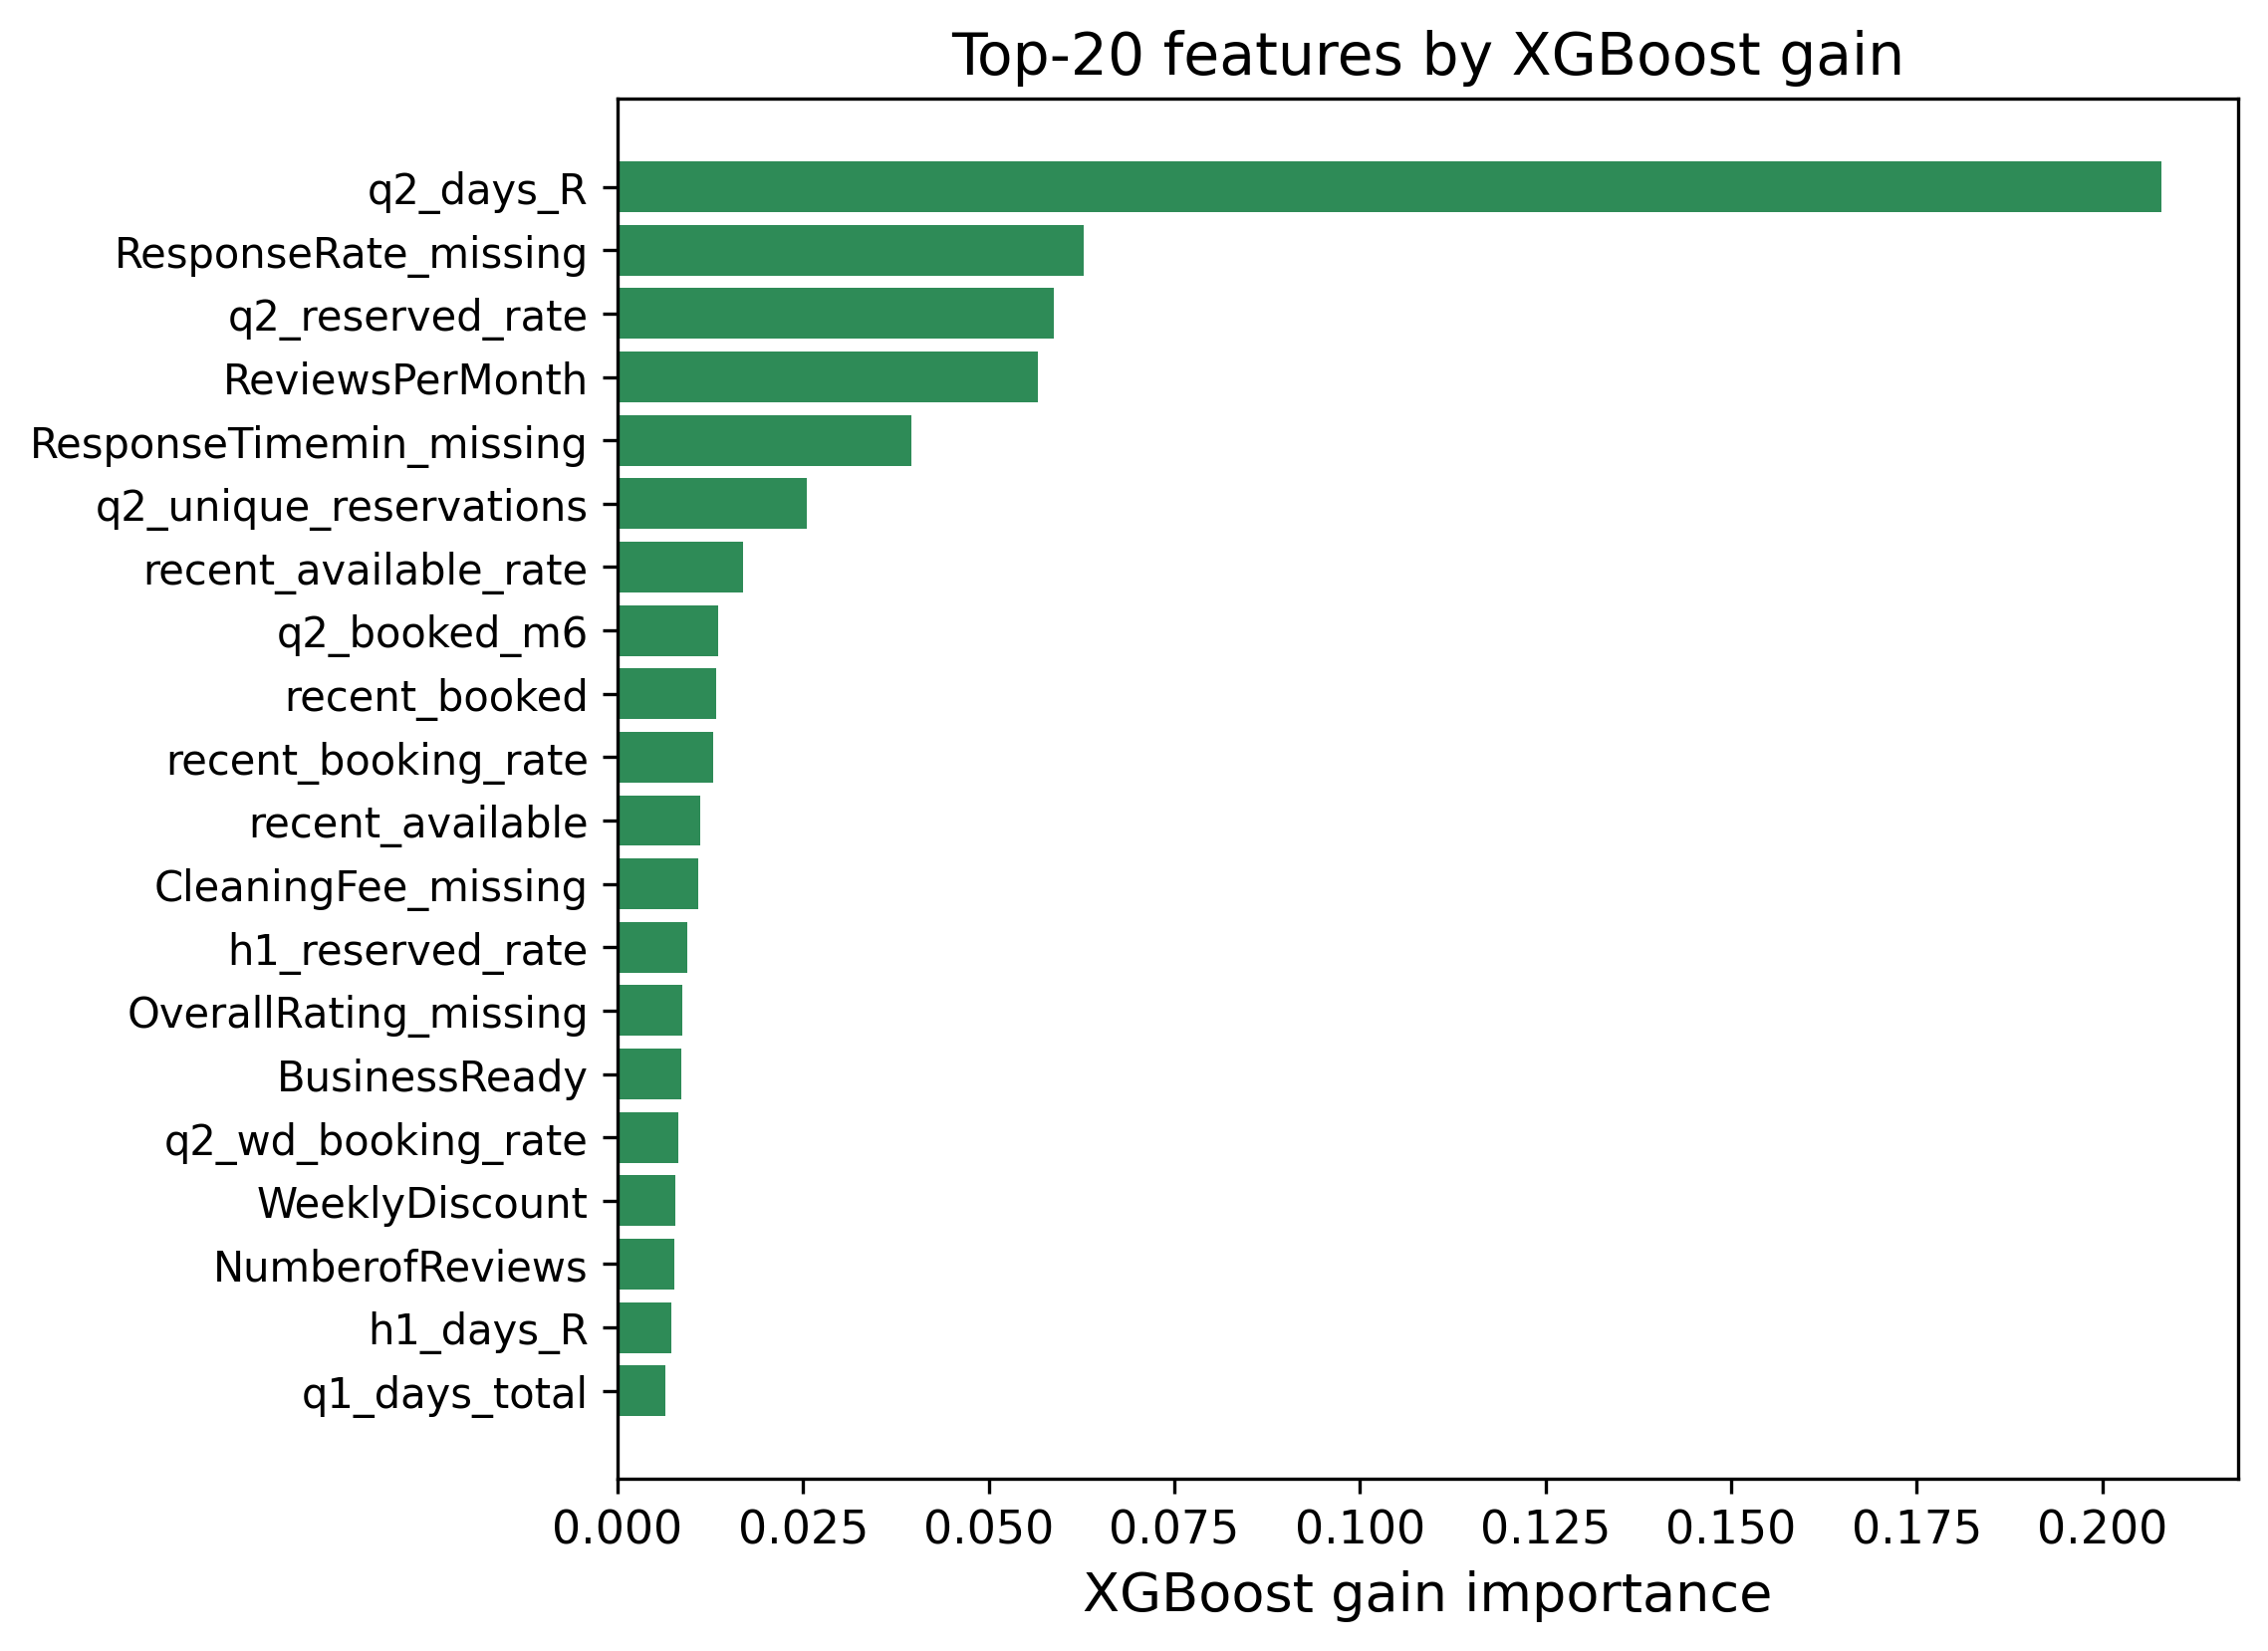 Top-20 features by XGBoost gain
q2_days_R
ResponseRate_missing
q2_reserved_rate
ReviewsPerMonth
ResponseTimemin_missing
q2_unique_reservations
recent_available_rate
q2_booked_m6
recent_booked
recent_booking_rate
recent_available
CleaningFee_missing
h1_reserved_rate
OverallRating_missing
BusinessReady
q2_wd_booking_rate
WeeklyDiscount
NumberofReviews
h1_days_R
q1_days_total
0.000 0.025 0.050 0.075 0.100 0.125 0.150 0.175 0.200
XGBoost gain importance